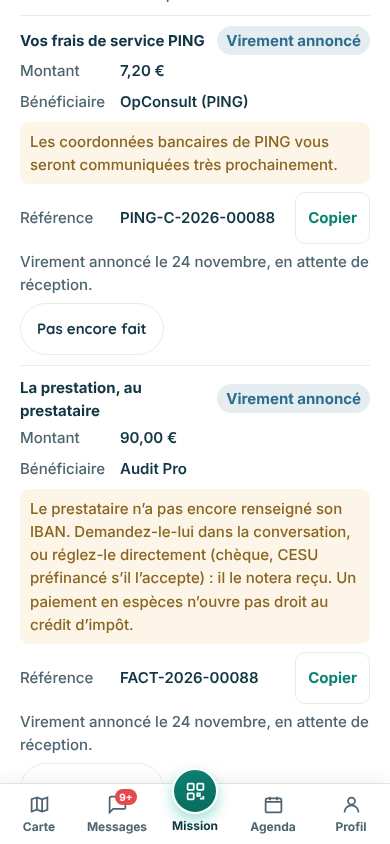 Vos frais de service PING Virement annoncé
Montant 7,20 €
Bénéficiaire OpConsult (PING)
Les coordonnées bancaires de PING vous
seront communiquées très prochainement.
Référence PING-C-2026-00088 Copier
Virement annoncé le 24 novembre, en attente de
réception.
Pas encore fait
La prestation, au
prestataire
Virement annoncé
Montant 90,00 €
Bénéficiaire Audit Pro
Le prestataire n’a pas encore renseigné son
IBAN. Demandez-le-lui dans la conversation,
ou réglez-le directement (chèque, CESU
préfinancé s’il l’accepte) : il le notera reçu. Un
paiement en espèces n’ouvre pas droit au
crédit d’impôt.
Référence FACT-2026-00088 Copier
Virement annoncé le 24 novembre, en attente de
réception.
9+
Carte Messages Mission Agenda Profil